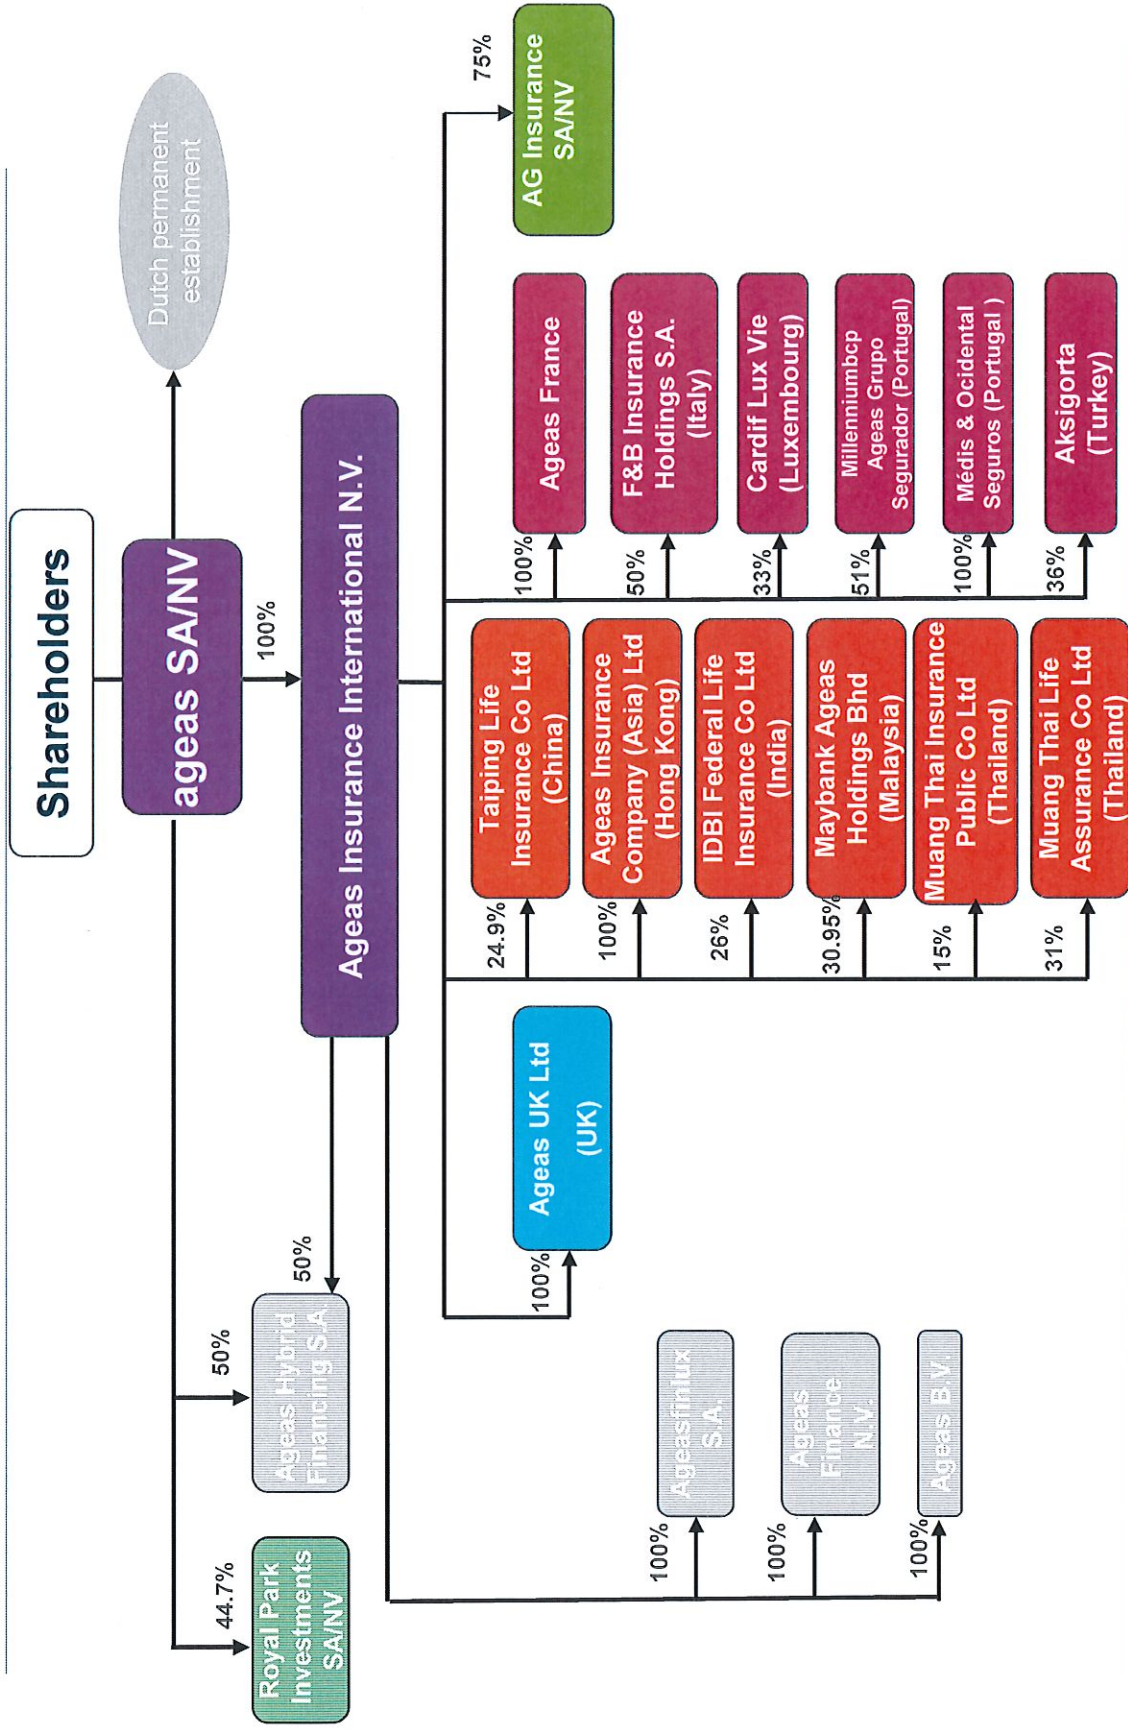 Shareholders
ageas SA/NV
Dutch permanent
establishment
100%
44.7%
Royal Park
Investments
SA/NV
50%
Ageas Hybrid
Financing SA
50%
Ageas Insurance International N.V.
100%
Ageasfinlux
S.A.
100%
Ageas
Finance
N.V.
100%
Ageas B.V.
100%
Ageas UK Ltd
(UK)
24.9%
Taiping Life
Insurance Co Ltd
(China)
100%
Ageas Insurance
Company (Asia) Ltd
(Hong Kong)
26%
IDBI Federal Life
Insurance Co Ltd
(India)
30.95%
Maybank Ageas
Holdings Bhd
(Malaysia)
15%
Muang Thai Insurance
Public Co Ltd
(Thailand)
31%
Muang Thai Life
Assurance Co Ltd
(Thailand)
100%
Ageas France
50%
F&B Insurance
Holdings S.A.
(Italy)
33%
Cardif Lux Vie
(Luxembourg)
51%
Millenniumbcp
Ageas Grupo
Segurador (Portugal)
100%
Médis & Ocidental
Seguros (Portugal )
36%
Aksigorta
(Turkey)
75%
AG Insurance
SA/NV